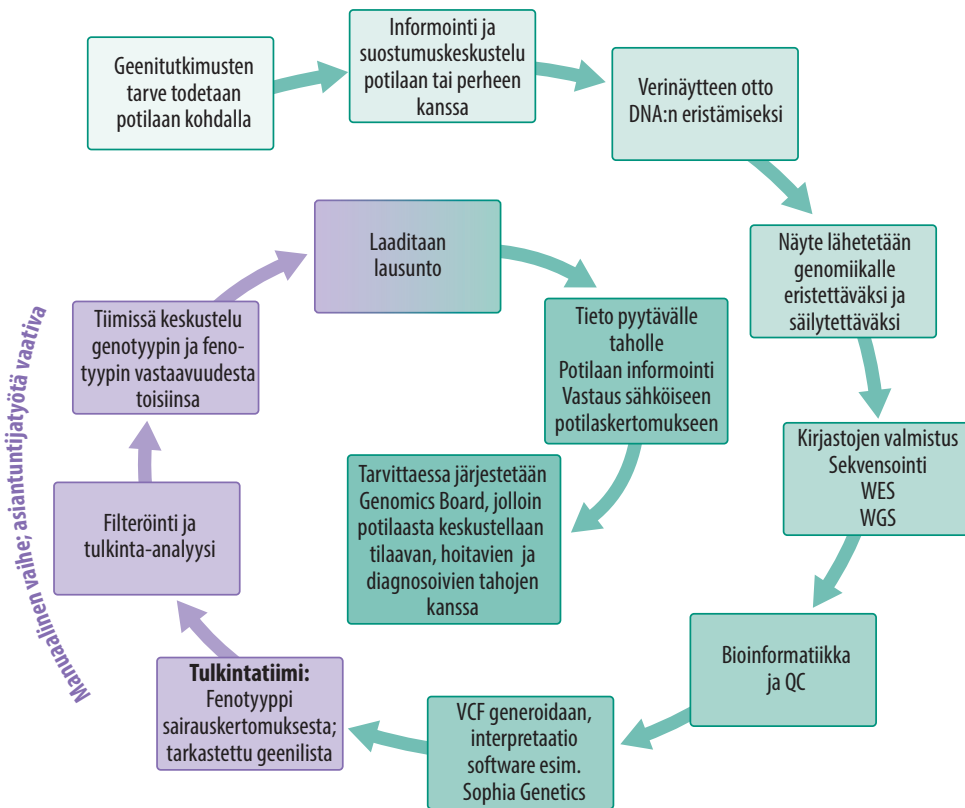 Geenitutkimusten
tarve todetaan
potilaan kohdalla
Informointi ja
suostumuskeskustelu
potilaan tai perheen
kanssa
Verinäytteen otto
DNA:n eristämiseksi
Näyte lähetetään
genomiikalle
eristettäväksi ja
säilytettäväksi
Kirjastojen valmistus
Sekvensointi
WES
WGS
Bioinformatiikka
ja QC
VCF generoidaan,
interpretaatio
software esim.
Sophia Genetics
Tulkintatiimi:
Fenotyyppi
sairauskertomuksesta;
tarkastettu geenilista
Filteröinti ja
tulkinta-analyysi
Tiimissä keskustelu
genotyypin ja feno-
tyypin vastaavuudesta
toisiinsa
Laaditaan
lausunto
Tieto pyytävälle
taholle
Potilaan informointi
Vastaus sähköiseen
potilaskertomukseen
Tarvittaessa järjestetään
Genomics Board, jolloin
potilaasta keskustellaan
tilaavan, hoitavien ja
diagnosoivien tahojen
kanssa
Manuaalinen vaihe; asiantuntijatyötä vaativa